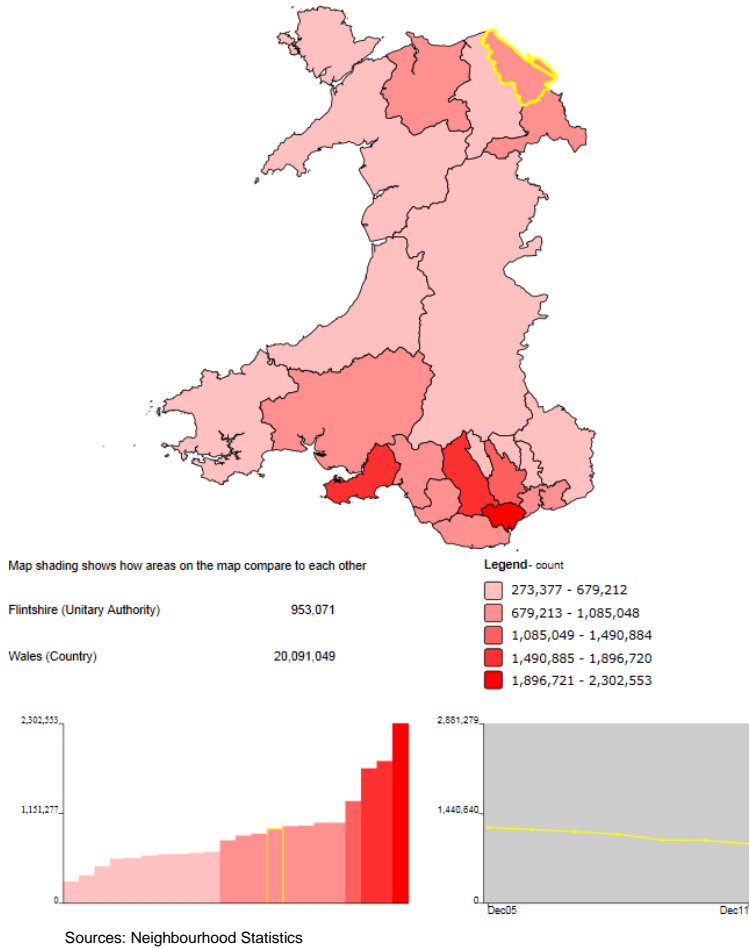 Map shading shows how areas on the map compare to each other
Flintshire (Unitary Authority) 953,071
Wales (Country) 20,091,049
Legend- count
273,377 - 679,212
679,213 - 1,085,048
1,085,049 - 1,490,884
1,490,885 - 1,896,720
1,896,721 - 2,302,553
2,302,553
1,151,277
0
2,881,279
1,440,640
0
Dec05 Dec11
Sources: Neighbourhood Statistics